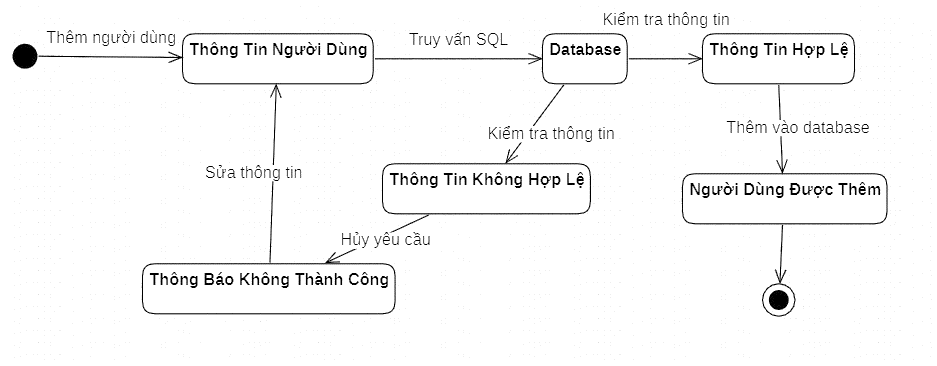 Kiểm tra thông tin
Thêm người dùng
Truy vấn SQL
Thông Tin Người Dùng
Database
Thông Tin Hợp Lệ
Kiểm tra thông tin
Thêm vào database
Sửa thông tin
Thông Tin Không Hợp Lệ
Người Dùng Được Thêm
Hủy yêu cầu
Thông Báo Không Thành Công